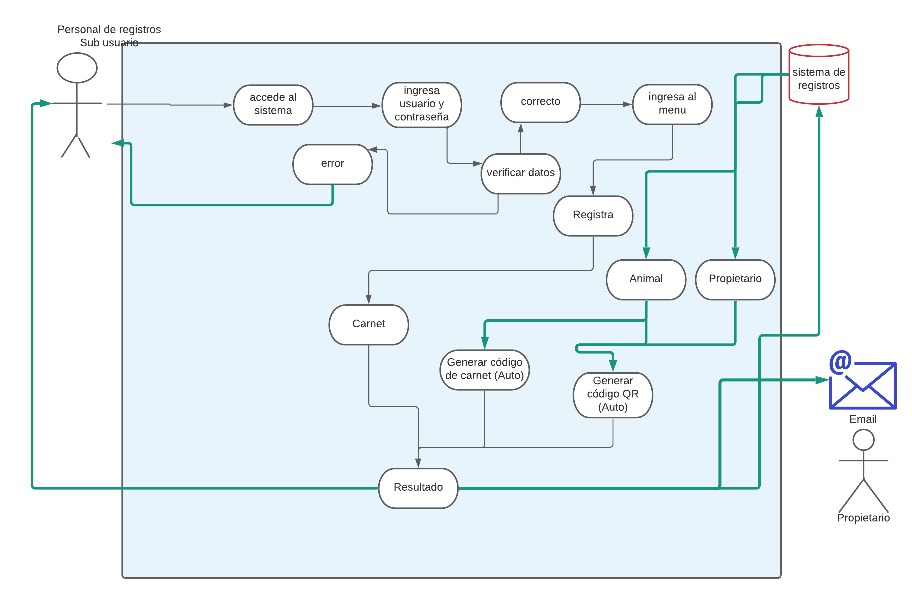 Personal de registros
Sub usuario
sistema de
registros
accede al
sistema
ingresa
usuario y
contraseña
correcto
ingresa al
menu
error
verificar datos
Registra
Animal
Propietario
Carnet
Generar código
de carnet (Auto)
Generar
código QR
(Auto)
@
Email
Resultado
Propietario